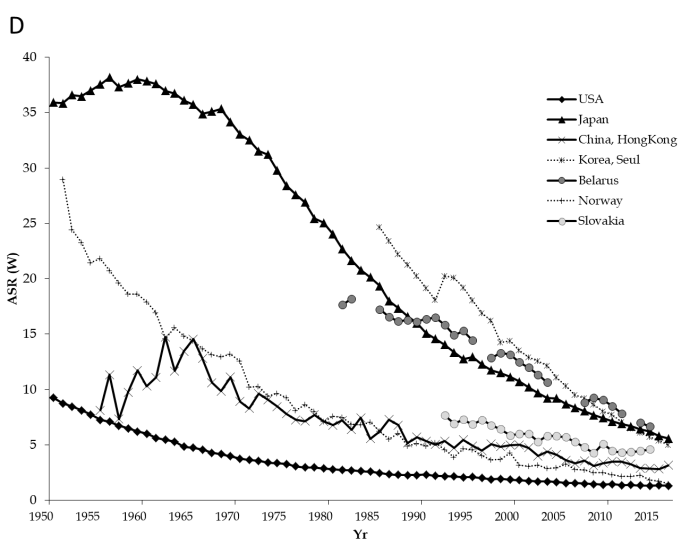 D
40
35
30
25
20
15
10
5
0
ASR (W)
1950 1955 1960 1965 1970 1975 1980 1985 1990 1995 2000 2005 2010 2015
Yr
USA
Japan
China, HongKong
Korea, Seul
Belarus
Norway
Slovakia